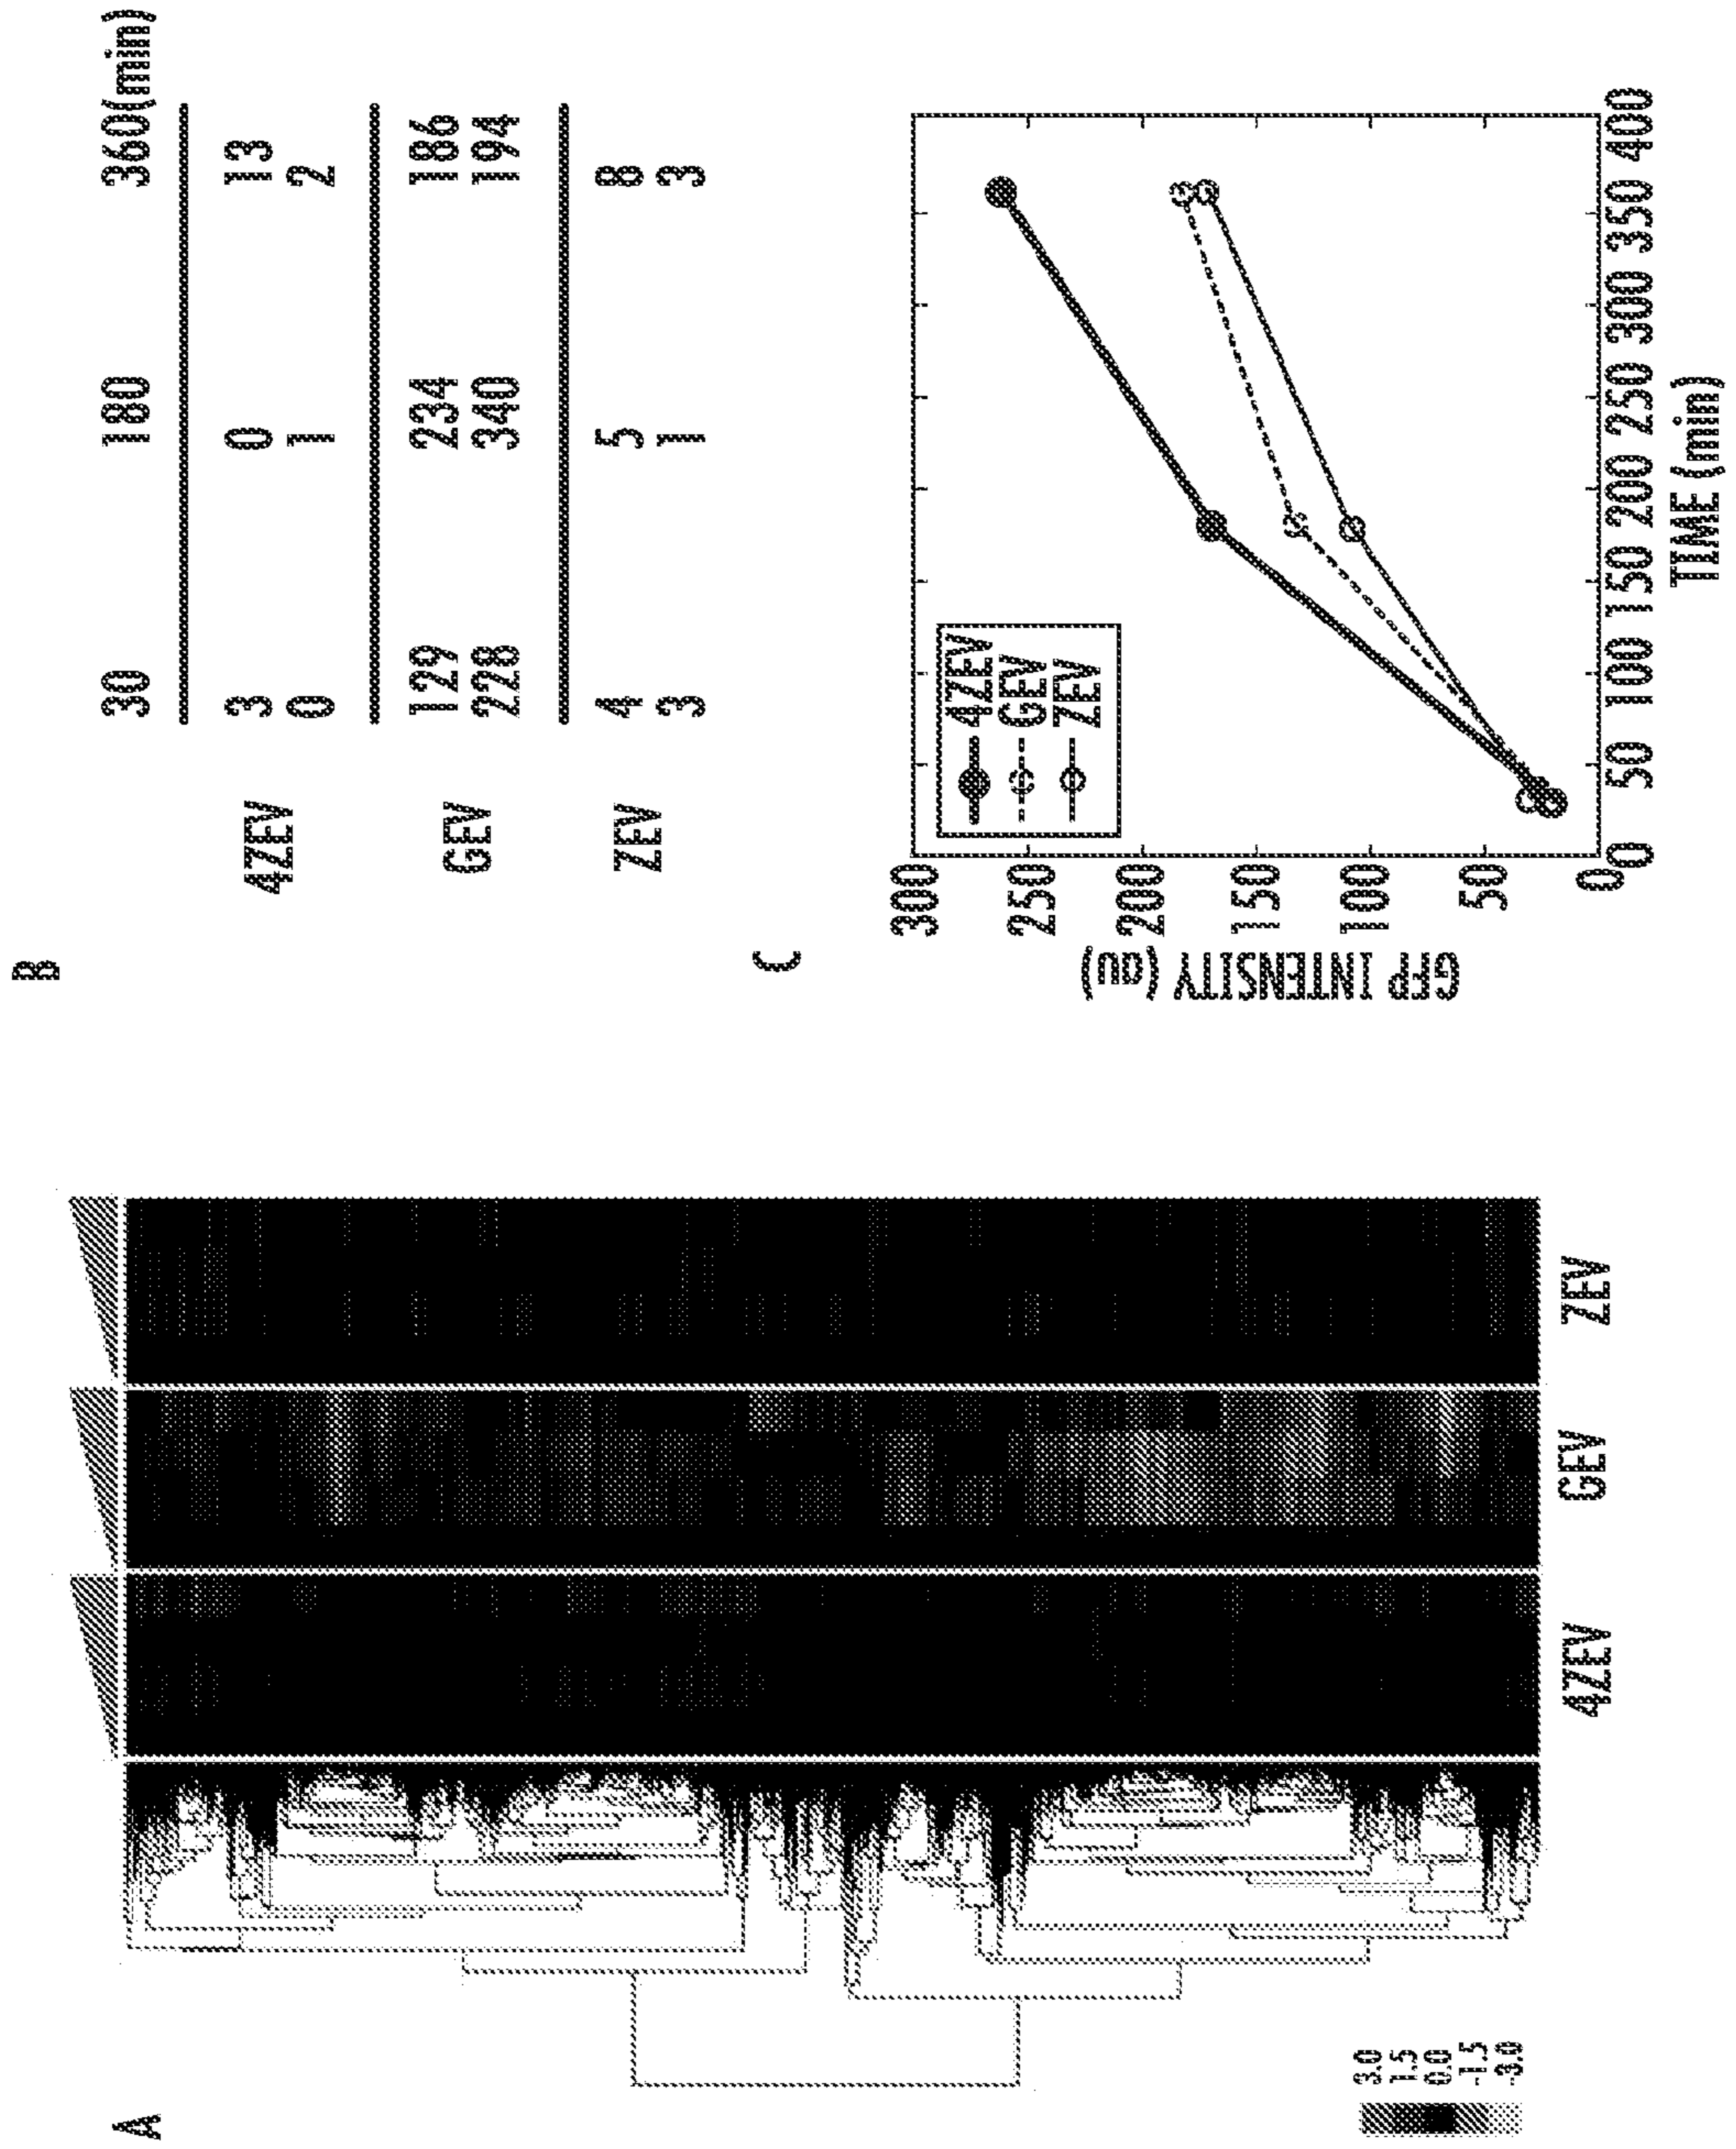 A
3.0
1.5
0.0
-1.5
-3.0
4ZEV
GEV
ZEV
B
30 180 360(min)
4ZEV
3 0 13
0 1 2
GEV
129 234 186
228 340 194
ZEV
4 5 8
3 1 3
C
GFP INTENSITY (au)
300
250
200
150
100
50
0
4ZEV
GEV
ZEV
0 50 100 150 200 250 300 350 400
TIME (min)